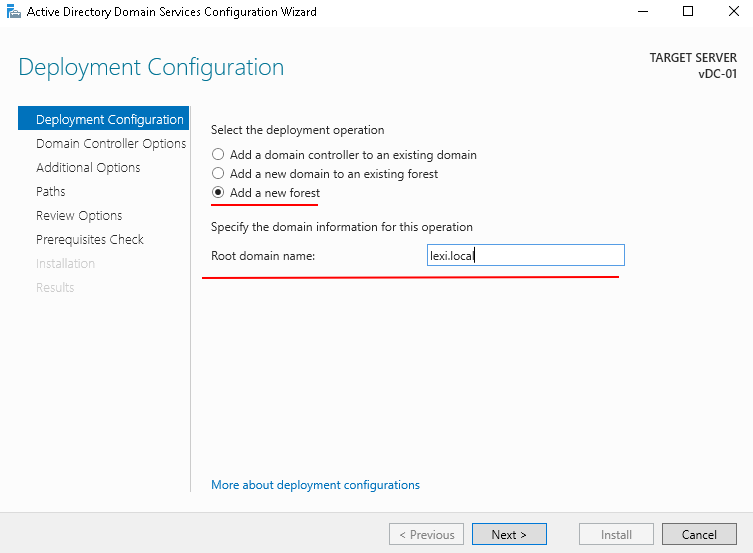 Active Directory Domain Services Configuration Wizard
Deployment Configuration
TARGET SERVER
vDC-01
Deployment Configuration
Domain Controller Options
Additional Options
Paths
Review Options
Prerequisites Check
Installation
Results
Select the deployment operation
Add a domain controller to an existing domain
Add a new domain to an existing forest
Add a new forest
Specify the domain information for this operation
Root domain name: lexi.local
More about deployment configurations
< Previous Next > Install Cancel